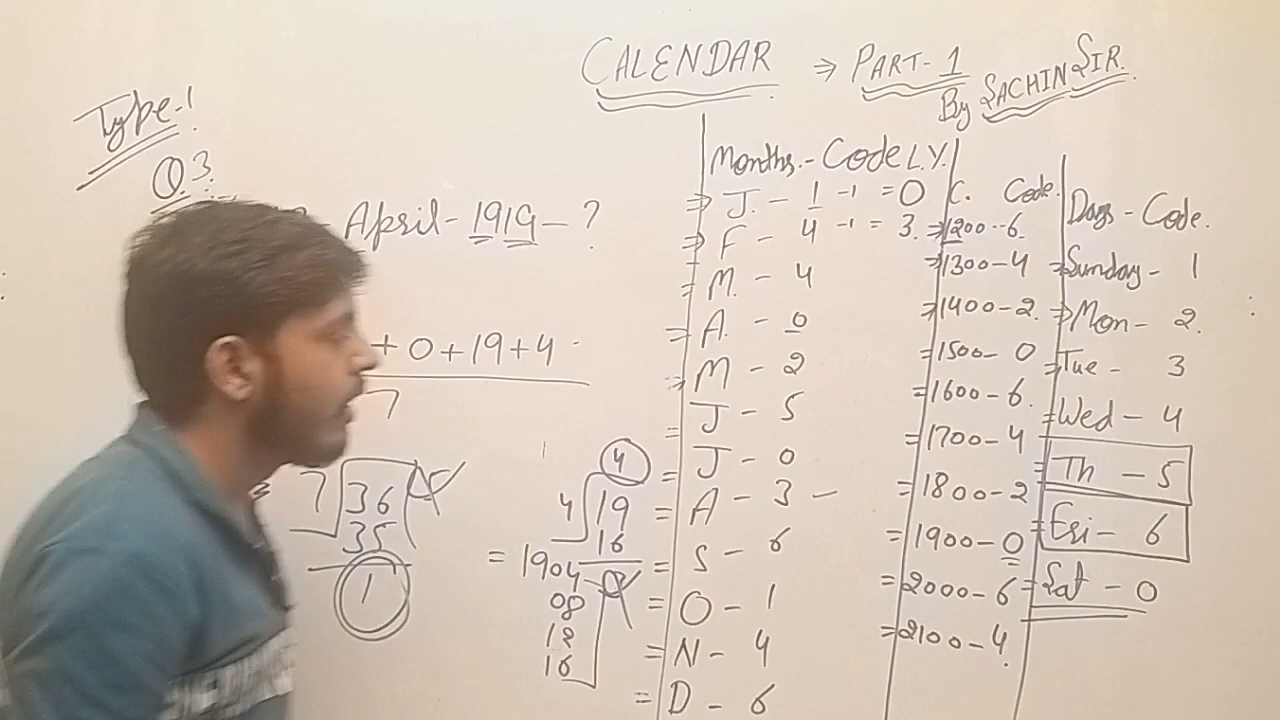 CALENDAR ⇒ PART-1
By SACHIN SIR.
Type-1
Q.3.
April - 1919 - ?
+ 0 + 19 + 4
7
7 36
35
1
4 19 4
16
= 1904
08
12
16
Months. - Code L.Y.
⇒ J. - 1 -1 = 0
⇒ F - 4 -1 = 3.
= M. - 4
= A. - 0
⇒ M - 2
= J - 5
= J - 0
= A - 3 -
= S - 6
= O - 1
= N - 4
= D - 6
C. Code.
⇒ 1200 - 6.
⇒ 1300 - 4
= 1400 - 2.
= 1500 - 0
= 1600 - 6.
= 1700 - 4
= 1800 - 2
= 1900 - 0
= 2000 - 6
= 2100 - 4.
Days - Code.
= Sunday - 1
⇒ Mon - 2.
= Tue - 3
= Wed - 4
= Th - 5
= Fri - 6
= Sat - 0